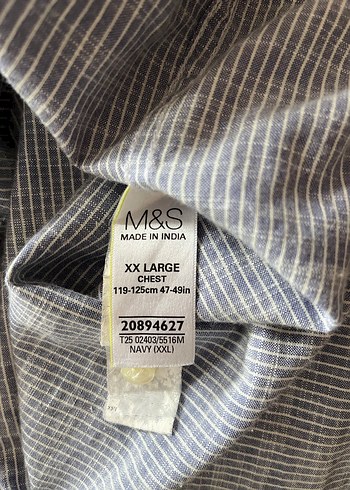 M&S
MADE IN INDIA
XX LARGE
CHEST
119-125cm 47-49in
20894627
T25 02403/5516M
NAVY (XXL)